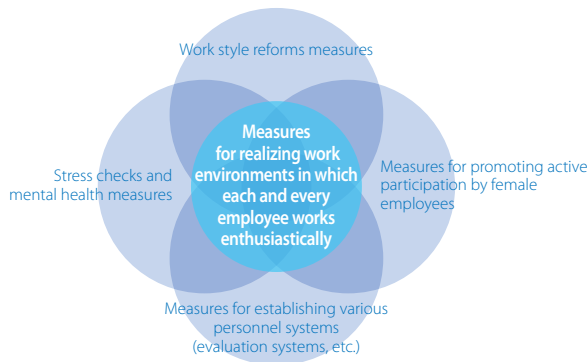 Work style reforms measures
Measures
for realizing work
environments in which
each and every
employee works
enthusiastically
Stress checks and
mental health measures
Measures for promoting active
participation by female
employees
Measures for establishing various
personnel systems
(evaluation systems, etc.)